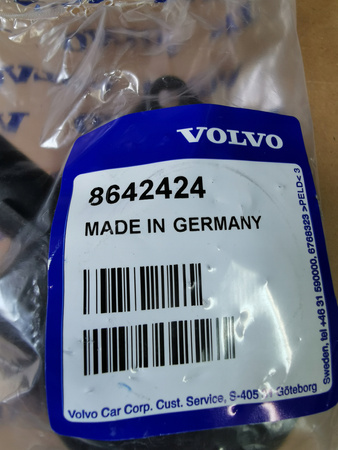 VOLVO
VOLVO
8642424
MADE IN GERMANY
Volvo Car Corp. Cust. Service, S-405 Göteborg
Sweden, tel +46 31 590000, 6768323 >PELD< 3